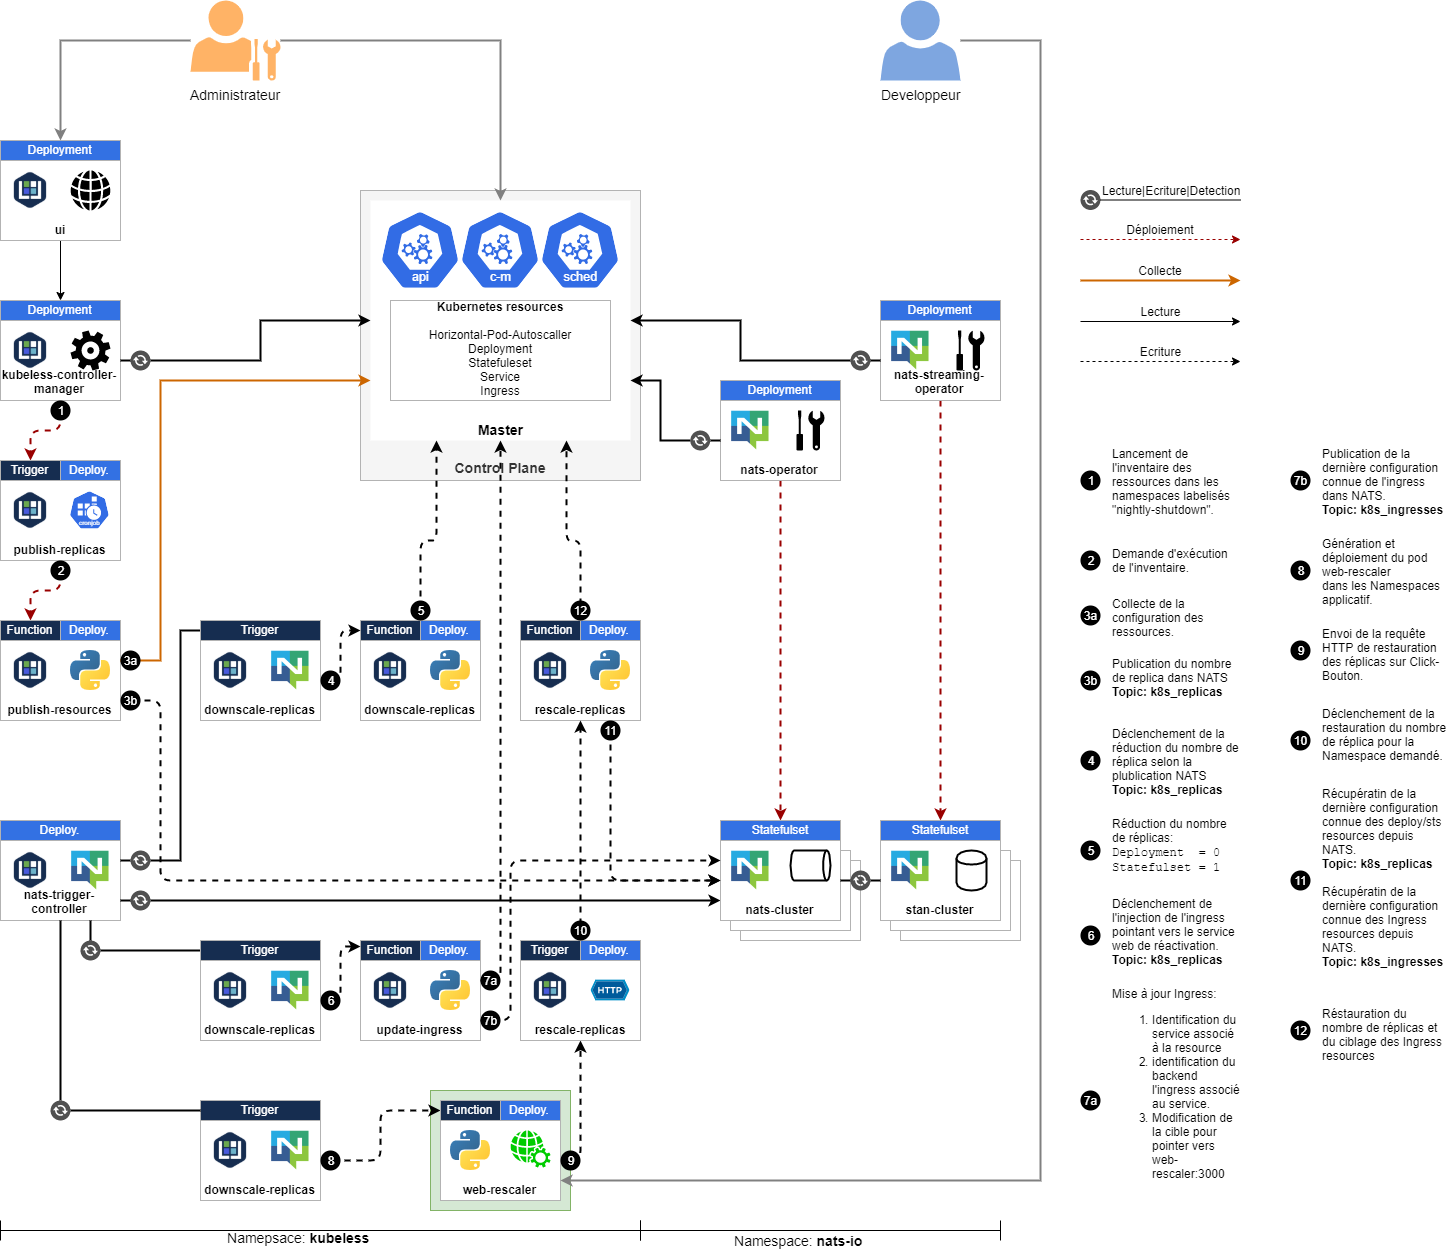 Administrateur
Developpeur
Deployment
ui
Deployment
kubeless-controller-
manager
1
Trigger
Deploy.
cronjob
publish-replicas
2
Function
Deploy.
publish-resources
3a
3b
api
c-m
sched
Kubernetes resources
Horizontal-Pod-Autoscaller
Deployment
Statefuleset
Service
Ingress
Master
Control Plane
Deployment
nats-streaming-
operator
Deployment
nats-operator
Trigger
downscale-replicas
4
5
Function
Deploy.
downscale-replicas
12
Function
Deploy.
rescale-replicas
11
Deploy.
nats-trigger-
controller
Statefulset
nats-cluster
Statefulset
stan-cluster
Trigger
downscale-replicas
6
Function
Deploy.
update-ingress
7a
7b
10
Trigger
Deploy.
HTTP
rescale-replicas
Trigger
downscale-replicas
8
Function
Deploy.
web-rescaler
9
Namepsace: kubeless
Namespace: nats-io
Lecture|Ecriture|Detection
Déploiement
Collecte
Lecture
Ecriture
1
Lancement de
l'inventaire des
ressources dans les
namespaces labelisés
"nightly-shutdown".
2
Demande d'exécution
de l'inventaire.
3a
Collecte de la
configuration des
ressources.
3b
Publication du nombre
de replica dans NATS
Topic: k8s_replicas
4
Déclenchement de la
réduction du nombre de
réplica selon la
plublication NATS
Topic: k8s_replicas
5
Réduction du nombre
de réplicas:
Deployment = 0
Statefulset = 1
6
Déclenchement de
l'injection de l'ingress
pointant vers le service
web de réactivation.
Topic: k8s_replicas
7a
Mise à jour Ingress:
1. Identification du
service associé
à la resource
2. identification du
backend
l'ingress associé
au service.
3. Modification de
la cible pour
pointer vers
web-
rescaler:3000
7b
Publication de la
dernière configuration
connue de l'ingress
dans NATS.
Topic: k8s_ingresses
8
Génération et
déploiement du pod
web-rescaler
dans les Namespaces
applicatif.
9
Envoi de la requête
HTTP de restauration
des réplicas sur Click-
Bouton.
10
Déclenchement de la
restauration du nombre
de réplica pour la
Namespace demandé.
11
Récupératin de la
dernière configuration
connue des deploy/sts
resources depuis
NATS.
Topic: k8s_replicas
Récupératin de la
dernière configuration
connue des Ingress
resources depuis
NATS.
Topic: k8s_ingresses
12
Réstauration du
nombre de réplicas et
du ciblage des Ingress
resources